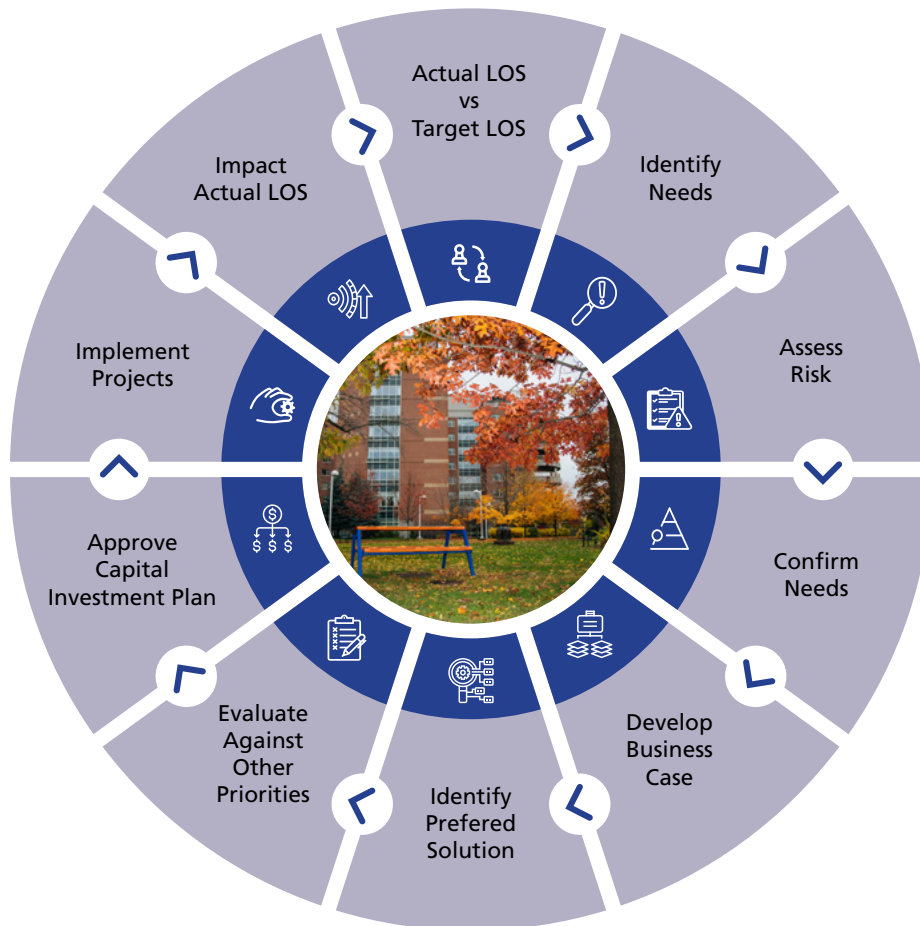 Actual LOS
vs
Target LOS
Identify
Needs
Assess
Risk
Confirm
Needs
Develop
Business
Case
Identify
Prefered
Solution
Evaluate
Against
Other
Priorities
Approve
Capital
Investment Plan
Implement
Projects
Impact
Actual LOS